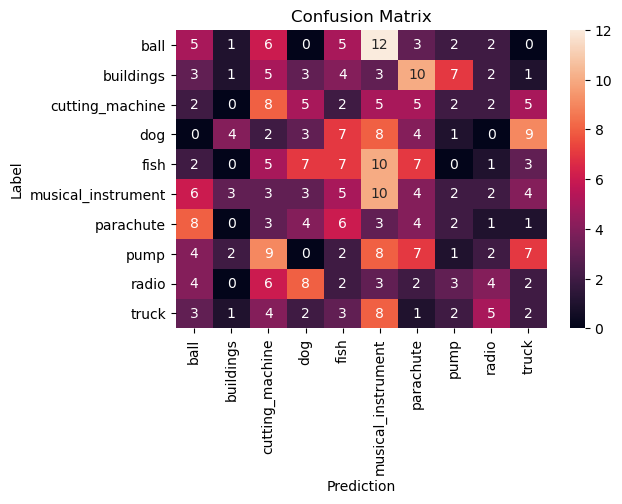 Confusion Matrix
Label
ball 5 1 6 0 5 12 3 2 2 0
buildings 3 1 5 3 4 3 10 7 2 1
cutting_machine 2 0 8 5 2 5 5 2 2 5
dog 0 4 2 3 7 8 4 1 0 9
fish 2 0 5 7 7 10 7 0 1 3
musical_instrument 6 3 3 3 5 10 4 2 2 4
parachute 8 0 3 4 6 3 4 2 1 1
pump 4 2 9 0 2 8 7 1 2 7
radio 4 0 6 8 2 3 2 3 4 2
truck 3 1 4 2 3 8 1 2 5 2
ball buildings cutting_machine dog fish musical_instrument parachute pump radio truck
Prediction
12
10
8
6
4
2
0